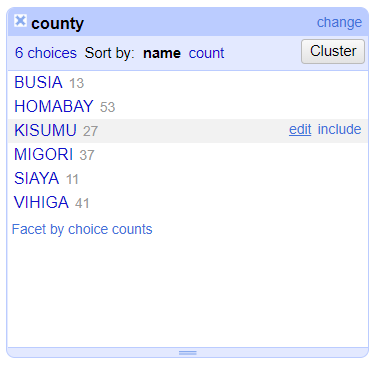 county change
6 choices Sort by: name count Cluster
BUSIA 13
HOMABAY 53
KISUMU 27 edit include
MIGORI 37
SIAYA 11
VIHIGA 41
Facet by choice counts